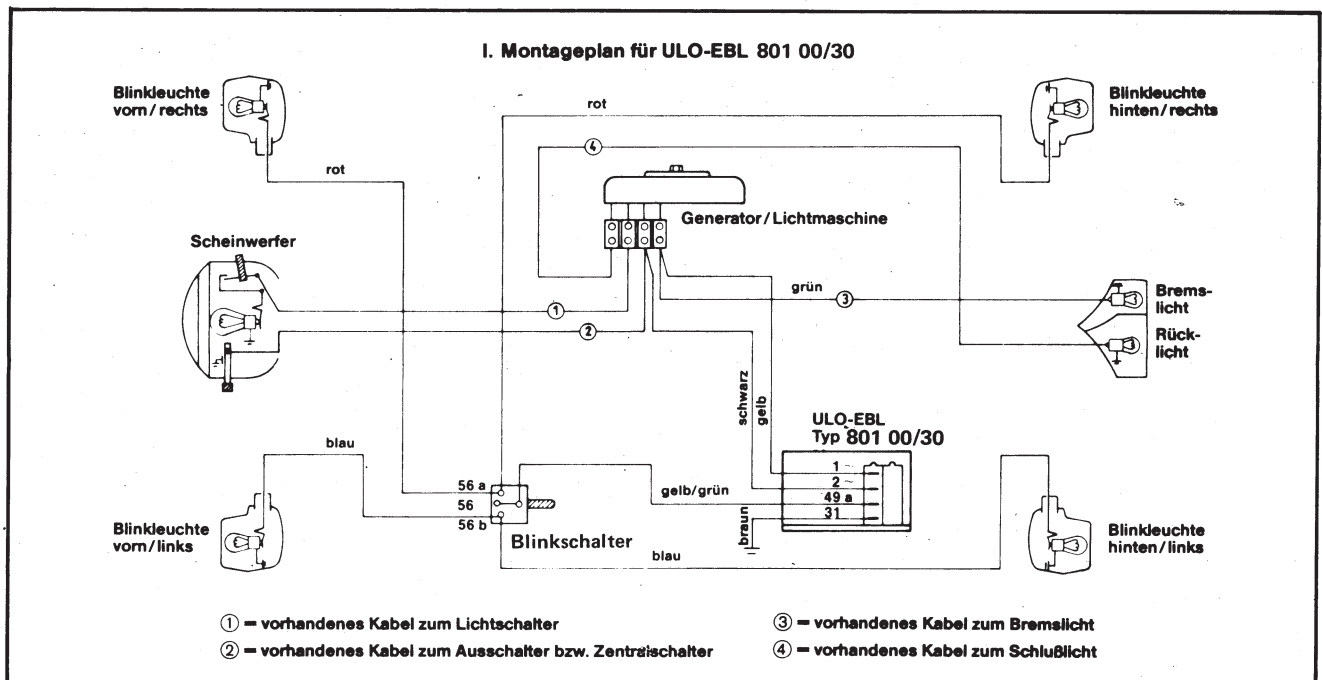 I. Montageplan für ULO-EBL 801 00/30
Blinkleuchte
vorn/rechts
Blinkleuchte
hinten/rechts
rot
4
rot
Generator/Lichtmaschine
Scheinwerfer
grün
3
1
2
Brems-
licht
Rück-
licht
schwarz
gelb
ULO-EBL
Typ 801 00/30
blau
1 ~
2 ~
49 a
31
56 a
56
56 b
gelb/grün
braun
Blinkschalter
blau
Blinkleuchte
vorn/links
Blinkleuchte
hinten/links
① = vorhandenes Kabel zum Lichtschalter
② = vorhandenes Kabel zum Ausschalter bzw. Zentralschalter
③ = vorhandenes Kabel zum Bremslicht
④ = vorhandenes Kabel zum Schlußlicht